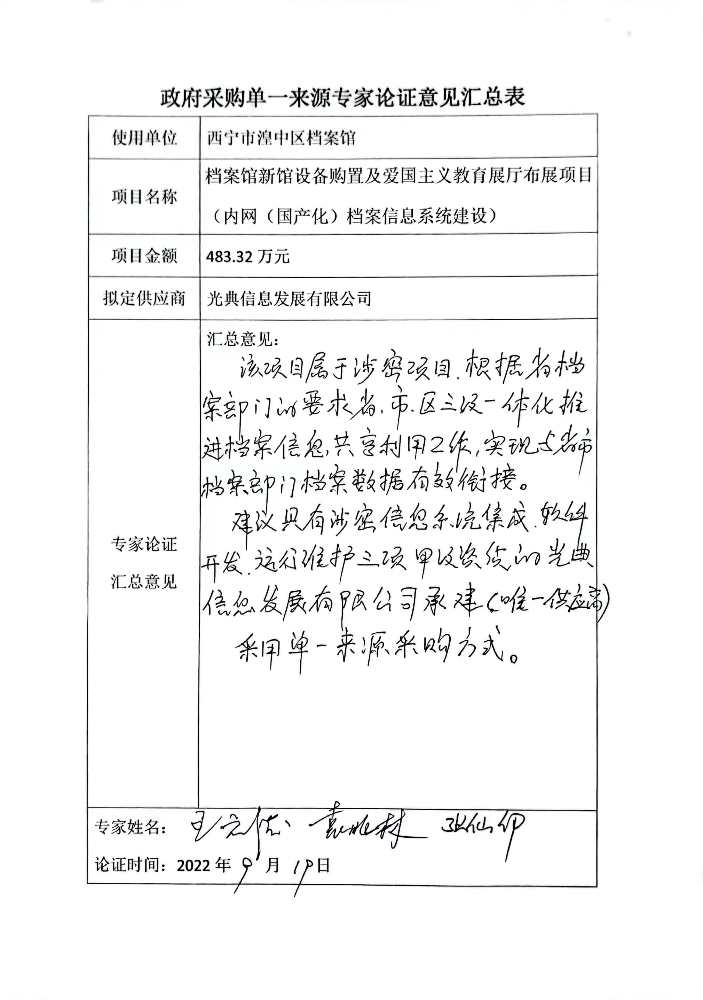 政府采购单一来源专家论证意见汇总表
使用单位
西宁市湟中区档案馆
项目名称
档案馆新馆设备购置及爱国主义教育展厅布展项目
（内网（国产化）档案信息系统建设）
项目金额
483.32 万元
拟定供应商
光典信息发展有限公司
专家论证
汇总意见
汇总意见：
该项目属于涉密项目.根据省档
案部门的要求省、市、区三级一体化推
进档案信息,共享利用工作,实现与省市
档案部门档案数据有效衔接。
建议具有涉密信息系统集成、软件
开发、运行维护三项甲级资质的光典
信息发展有限公司承建(唯一供应商)
采用单一来源采购方式。
专家姓名： 王 张仙
论证时间：2022 年 9 月 19 日